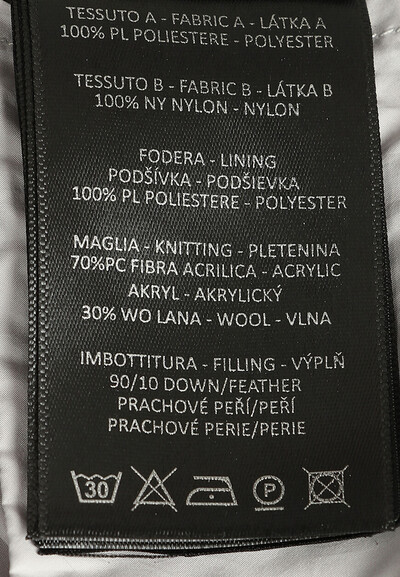 TESSUTO A - FABRIC A - LÁTKA A
100% PL POLIESTERE - POLYESTER
TESSUTO B - FABRIC B - LÁTKA B
100% NY NYLON - NYLON
FODERA - LINING
PODŠÍVKA - PODŠIEVKA
100% PL POLIESTERE - POLYESTER
MAGLIA - KNITTING - PLETENINA
70%PC FIBRA ACRILICA - ACRYLIC
AKRYL - AKRYLICKÝ
30% WO LANA - WOOL - VLNA
IMBOTTITURA - FILLING - VÝPLŇ
90/10 DOWN/FEATHER
PRACHOVÉ PEŘÍ/PEŘÍ
PRACHOVÉ PERIE/PERIE
30 P